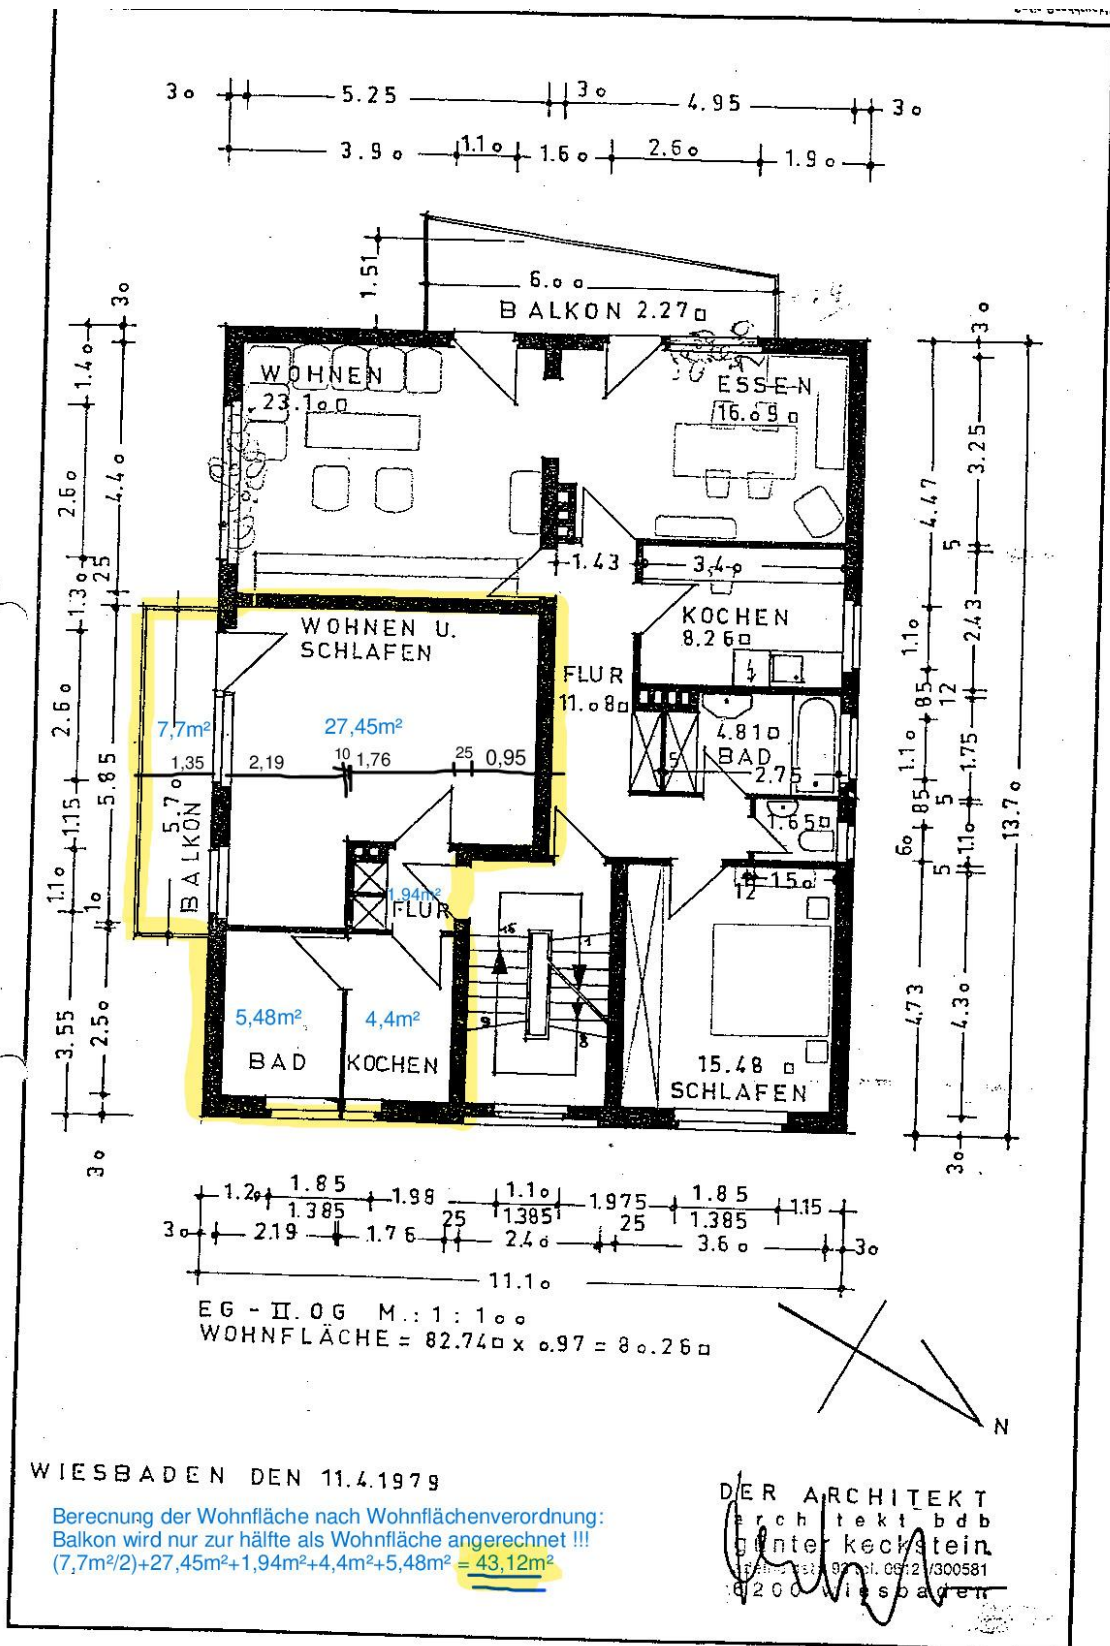 3o 5.25 3o 4.95 3o
3.9o 1.1o 1.6o 2.6o 1.9o
1.51
6.oo
BALKON 2.27□
3o
1.4o
2.6o
4.4o
25
1.3o
2.6o
5.85
1.15
1.1o
1o
3.55
2.5o
3o
WOHNEN
23.1o□
ESSEN
16.o9□
3o
3.25
4.47
5
1.43
3,4o
KOCHEN
8.26□
2.43
1.1o
12
85
1.1o
1.75
13.7o
85
5
6o
1.1o
5
4.73
4.3o
3o
WOHNEN U.
SCHLAFEN
FLUR
11.o8□
7,7m²
27,45m²
4.81□
BAD
5
2.75
1,35
2,19
10
1,76
25
0,95
5.7o
BALKON
1.65□
12
1.5o
1,94m²
FLUR
16
1
9
8
5,48m²
4,4m²
BAD
KOCHEN
15.48 □
SCHLAFEN
1.2o 1.85 1.98 1.1o 1.975 1.85 1.15
1.385 1.385 1.385
3o 2.19 1.76 25 2.4o 25 3.6o 3o
11.1o
EG - II. OG M.: 1 : 1oo
WOHNFLÄCHE = 82.74□ x o.97 = 8o.26□
N
WIESBADEN DEN 11.4.1979
Berecnung der Wohnfläche nach Wohnflächenverordnung:
Balkon wird nur zur hälfte als Wohnfläche angerechnet !!!
(7,7m²/2)+27,45m²+1,94m²+4,4m²+5,48m² = 43,12m²
DER ARCHITEKT
architekt bdb
günter keckstein
6200 wiesbaden